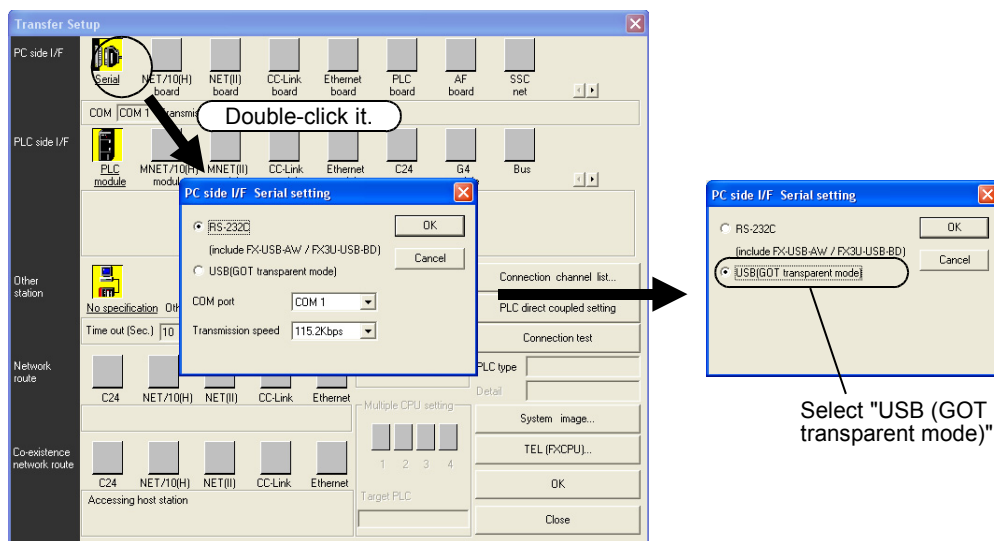 Transfer Setup
PC side I/F
Serial
NET/10(H) board
NET(II) board
CC-Link board
Ethernet board
PLC board
AF board
SSC net
COM COM 1
Double-click it.
PLC side I/F
PLC module
MNET/10(H)
MNET(II)
CC-Link
Ethernet
C24
G4
Bus
PC side I/F Serial setting
RS-232C
(include FX-USB-AW / FX3U-USB-BD)
USB(GOT transparent mode)
COM port COM 1
Transmission speed 115.2Kbps
OK
Cancel
Other station
No specification
Time out (Sec.) 10
Connection channel list...
PLC direct coupled setting
Connection test
PLC type
Detail
System image...
TEL (FXCPU)...
OK
Close
Network route
C24
NET/10(H)
NET(II)
CC-Link
Ethernet
Multiple CPU setting
1 2 3 4
Target PLC
Co-existence network route
C24
NET/10(H)
NET(II)
CC-Link
Ethernet
Accessing host station
PC side I/F Serial setting
RS-232C
(include FX-USB-AW / FX3U-USB-BD)
USB(GOT transparent mode)
OK
Cancel
Select "USB (GOT
transparent mode)"